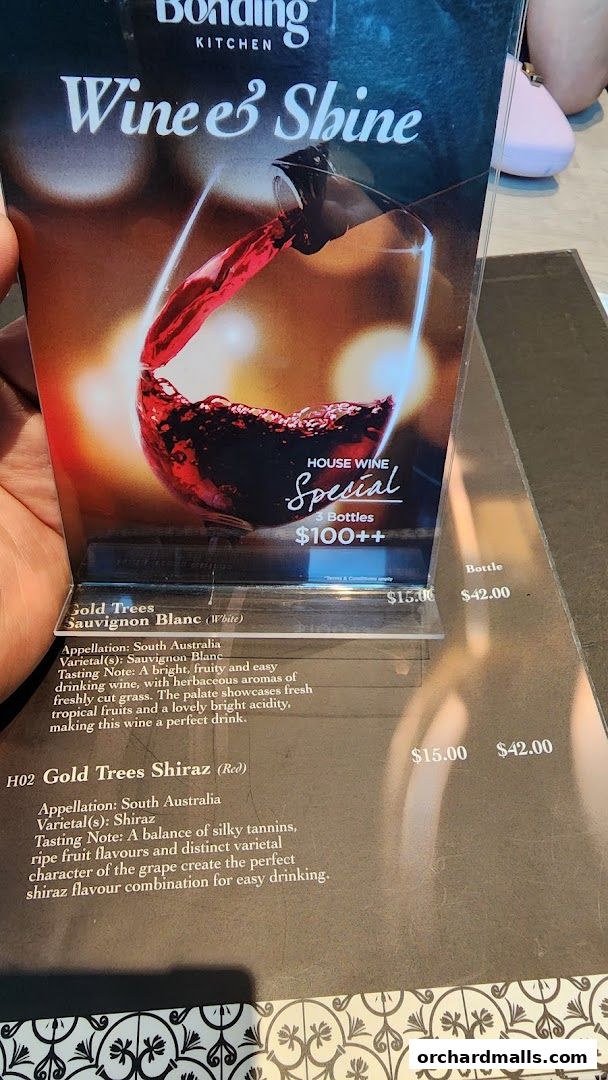 Bonding
KITCHEN
Wine & Shine
HOUSE WINE
Special
3 Bottles
$100++
*Terms & Conditions apply
Bottle
Gold Trees
Sauvignon Blanc (White)
$15.00 $42.00
Appellation: South Australia
Varietal(s): Sauvignon Blanc
Tasting Note: A bright, fruity and easy
drinking wine, with herbaceous aromas of
freshly cut grass. The palate showcases fresh
tropical fruits and a lovely bright acidity,
making this wine a perfect drink.
H02 Gold Trees Shiraz (Red) $15.00 $42.00
Appellation: South Australia
Varietal(s): Shiraz
Tasting Note: A balance of silky tannins,
ripe fruit flavours and distinct varietal
character of the grape create the perfect
shiraz flavour combination for easy drinking.
orchardmalls.com